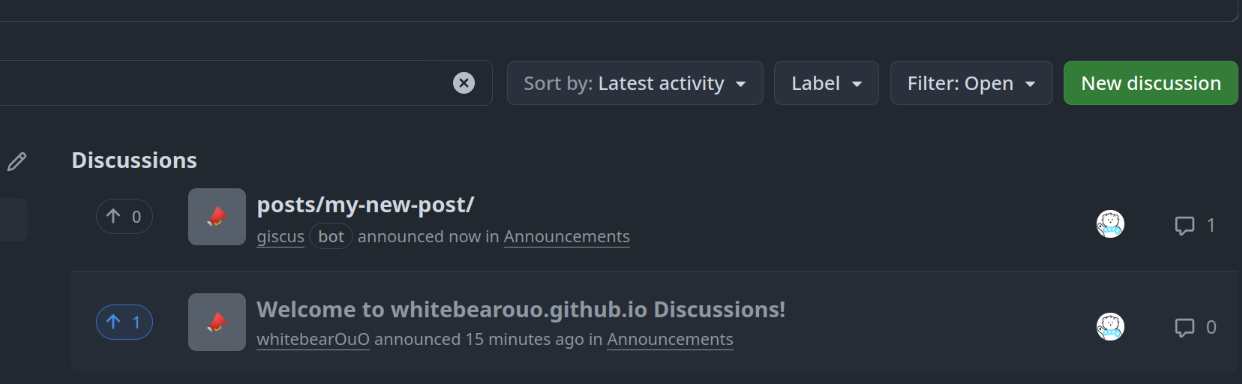 Sort by: Latest activity Label Filter: Open New discussion
Discussions
0 posts/my-new-post/ 1
giscus bot announced now in Announcements
1 Welcome to whitebearouo.github.io Discussions! 0
whitebearOuO announced 15 minutes ago in Announcements